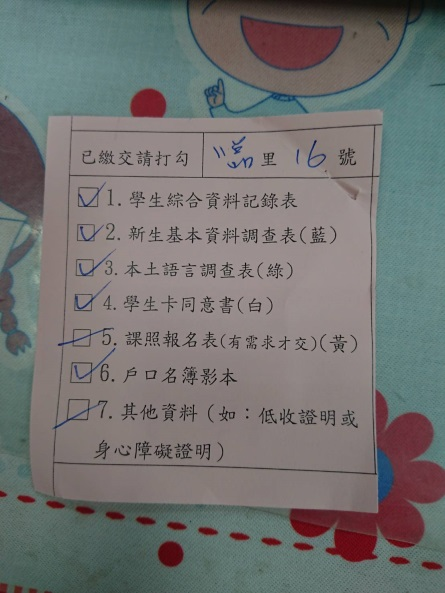 已繳交請打勾 里 16 號
1. 學生綜合資料記錄表
2. 新生基本資料調查表(藍)
3. 本土語言調查表(綠)
4. 學生卡同意書(白)
5. 課照報名表(有需求才交)(黃)
6. 戶口名簿影本
7. 其他資料(如：低收證明或
身心障礙證明)